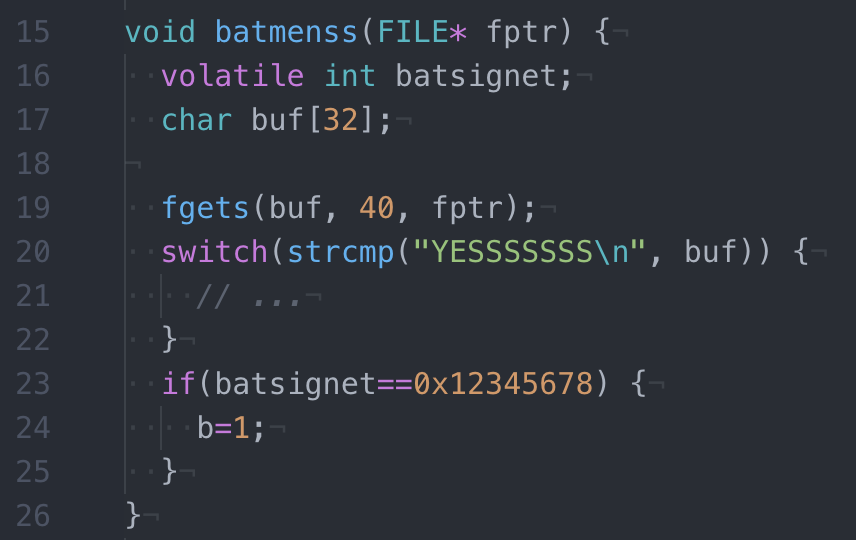 15 void batmenss(FILE* fptr) {¬
16 ··volatile int batsignet;¬
17 ··char buf[32];¬
18 ¬
19 ··fgets(buf, 40, fptr);¬
20 ··switch(strcmp("YESSSSSSS\n", buf)) {¬
21 ····// ...¬
22 ··}¬
23 ··if(batsignet==0x12345678) {¬
24 ····b=1;¬
25 ··}¬
26 }¬